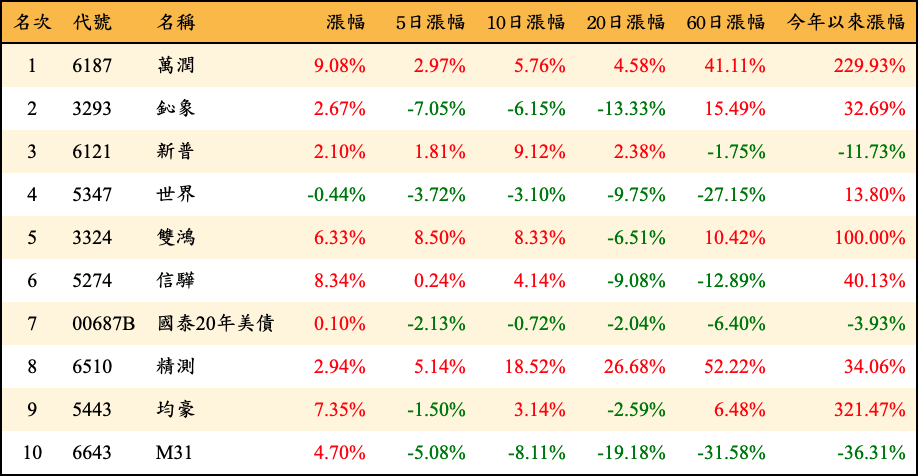 名次 代號 名稱 漲幅 5日漲幅 10日漲幅 20日漲幅 60日漲幅 今年以來漲幅
1 6187 萬潤 9.08% 2.97% 5.76% 4.58% 41.11% 229.93%
2 3293 鈊象 2.67% -7.05% -6.15% -13.33% 15.49% 32.69%
3 6121 新普 2.10% 1.81% 9.12% 2.38% -1.75% -11.73%
4 5347 世界 -0.44% -3.72% -3.10% -9.75% -27.15% 13.80%
5 3324 雙鴻 6.33% 8.50% 8.33% -6.51% 10.42% 100.00%
6 5274 信驊 8.34% 0.24% 4.14% -9.08% -12.89% 40.13%
7 00687B 國泰20年美債 0.10% -2.13% -0.72% -2.04% -6.40% -3.93%
8 6510 精測 2.94% 5.14% 18.52% 26.68% 52.22% 34.06%
9 5443 均豪 7.35% -1.50% 3.14% -2.59% 6.48% 321.47%
10 6643 M31 4.70% -5.08% -8.11% -19.18% -31.58% -36.31%